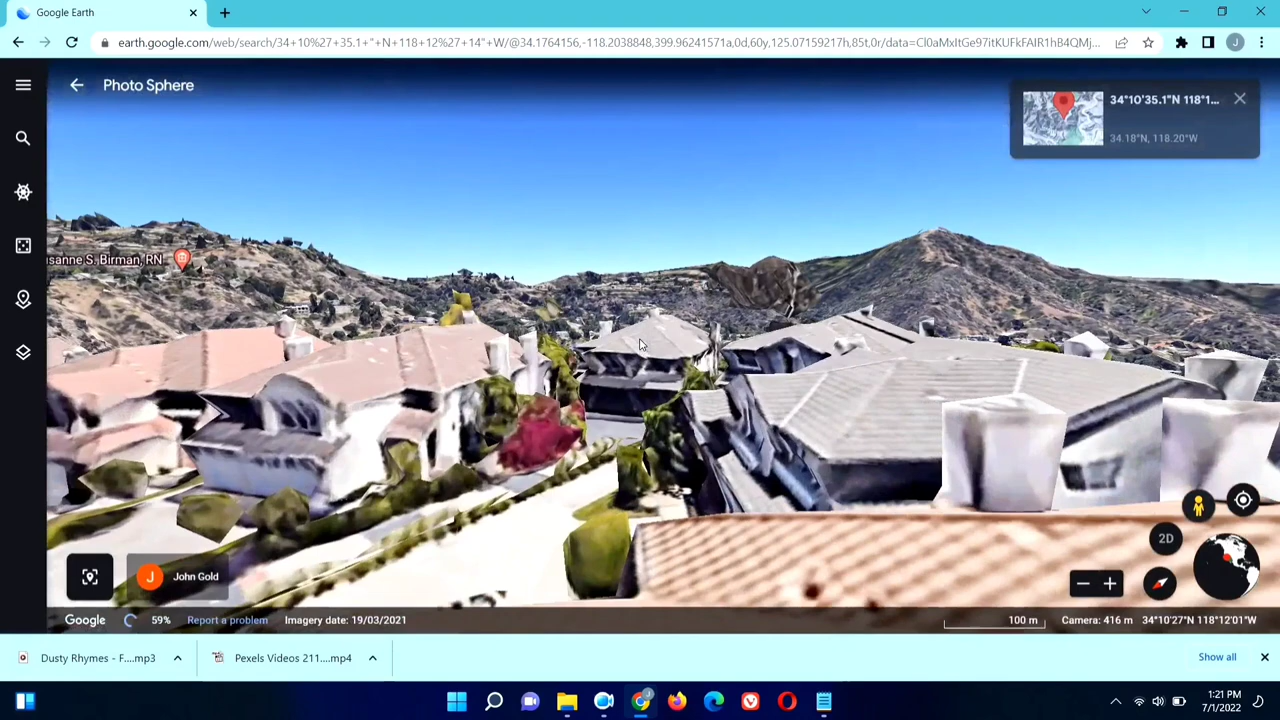 Google Earth
earth.google.com/web/search/34+10%27+35.1+"+N+118+12%27+14"+W/@34.1764156,-118.2038848,399.96241571a,0d,60y,125.07159217h,85t,0r/data=Cl0aMxItGe97itKUFkFAIR1hB4QMj...
J
Photo Sphere
34°10'35.1"N 118°1...
34.18°N, 118.20°W
usanne S. Birman, RN
2D
J
John Gold
Google
59%
Report a problem
Imagery date: 19/03/2021
100 m
Camera: 416 m
34°10'27"N 118°12'01"W
Dusty Rhymes - F....mp3
Pexels Videos 211....mp4
Show all
1:21 PM
7/1/2022